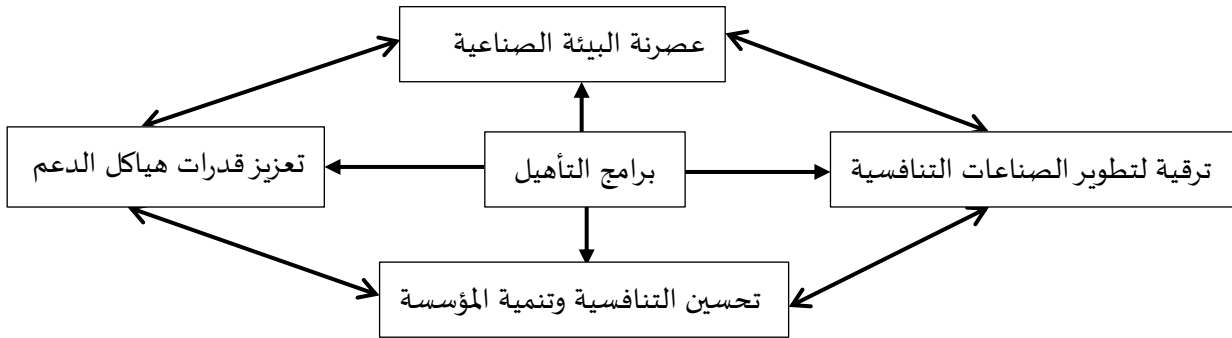 عصرنة البيئة الصناعية
ترقية لتطوير الصناعات التنافسية
برامج التأهيل
تعزيز قدرات هياكل الدعم
تحسين التنافسية وتنمية المؤسسة